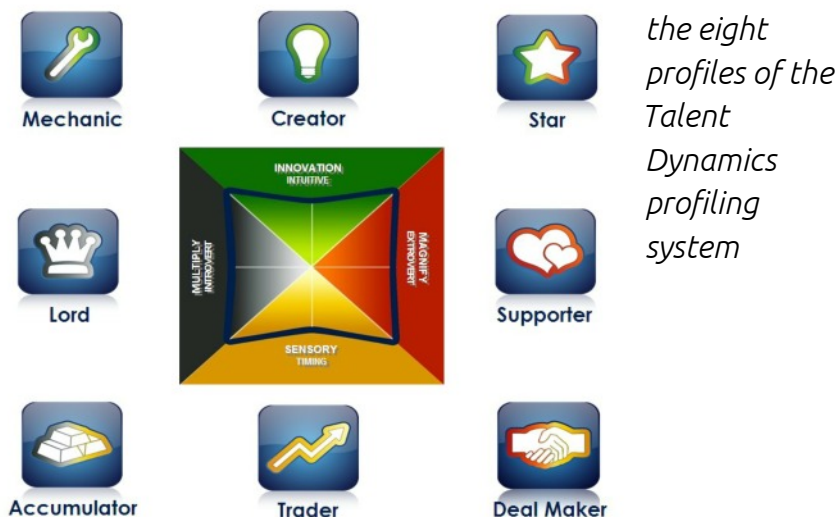 Mechanic
Creator
Star
the eight
profiles of the
Talent
Dynamics
profiling
system
INNOVATION
INTUITIVE
MULTIPLY
INTROVERT
MAGNIFY
EXTROVERT
SENSORY
TIMING
Lord
Supporter
Accumulator
Trader
Deal Maker